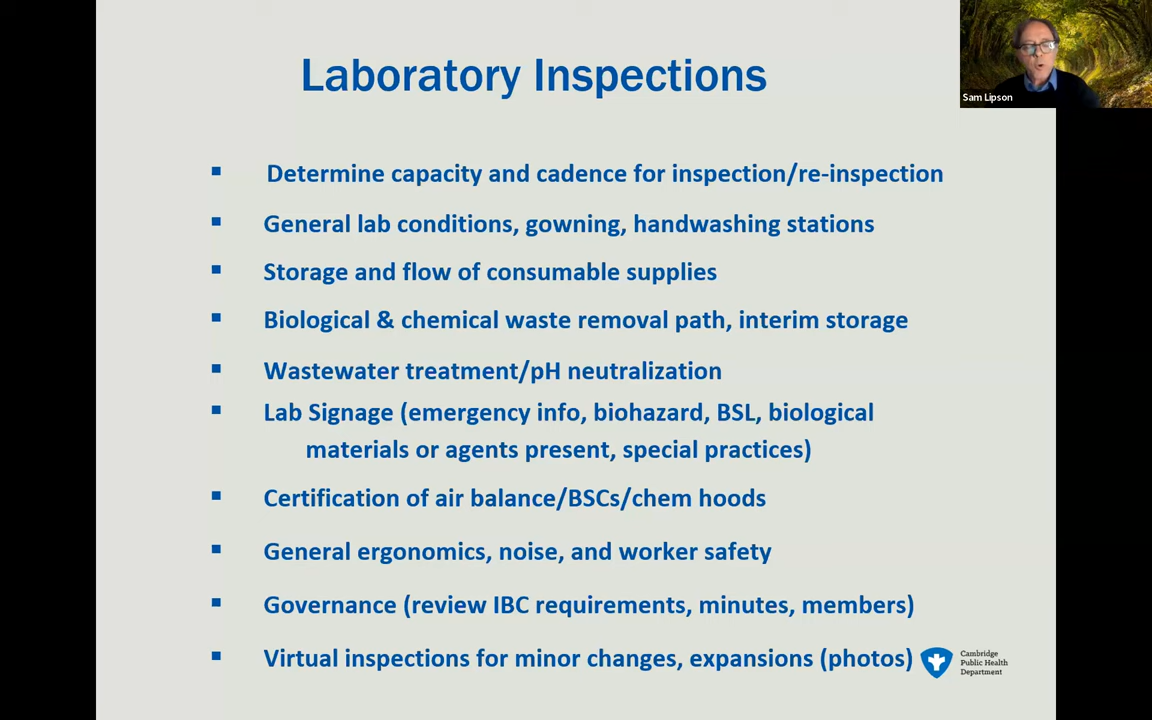 Laboratory Inspections
Sam Lipson
▪ Determine capacity and cadence for inspection/re-inspection
▪ General lab conditions, gowning, handwashing stations
▪ Storage and flow of consumable supplies
▪ Biological & chemical waste removal path, interim storage
▪ Wastewater treatment/pH neutralization
▪ Lab Signage (emergency info, biohazard, BSL, biological
materials or agents present, special practices)
▪ Certification of air balance/BSCs/chem hoods
▪ General ergonomics, noise, and worker safety
▪ Governance (review IBC requirements, minutes, members)
▪ Virtual inspections for minor changes, expansions (photos)
Cambridge
Public Health
Department